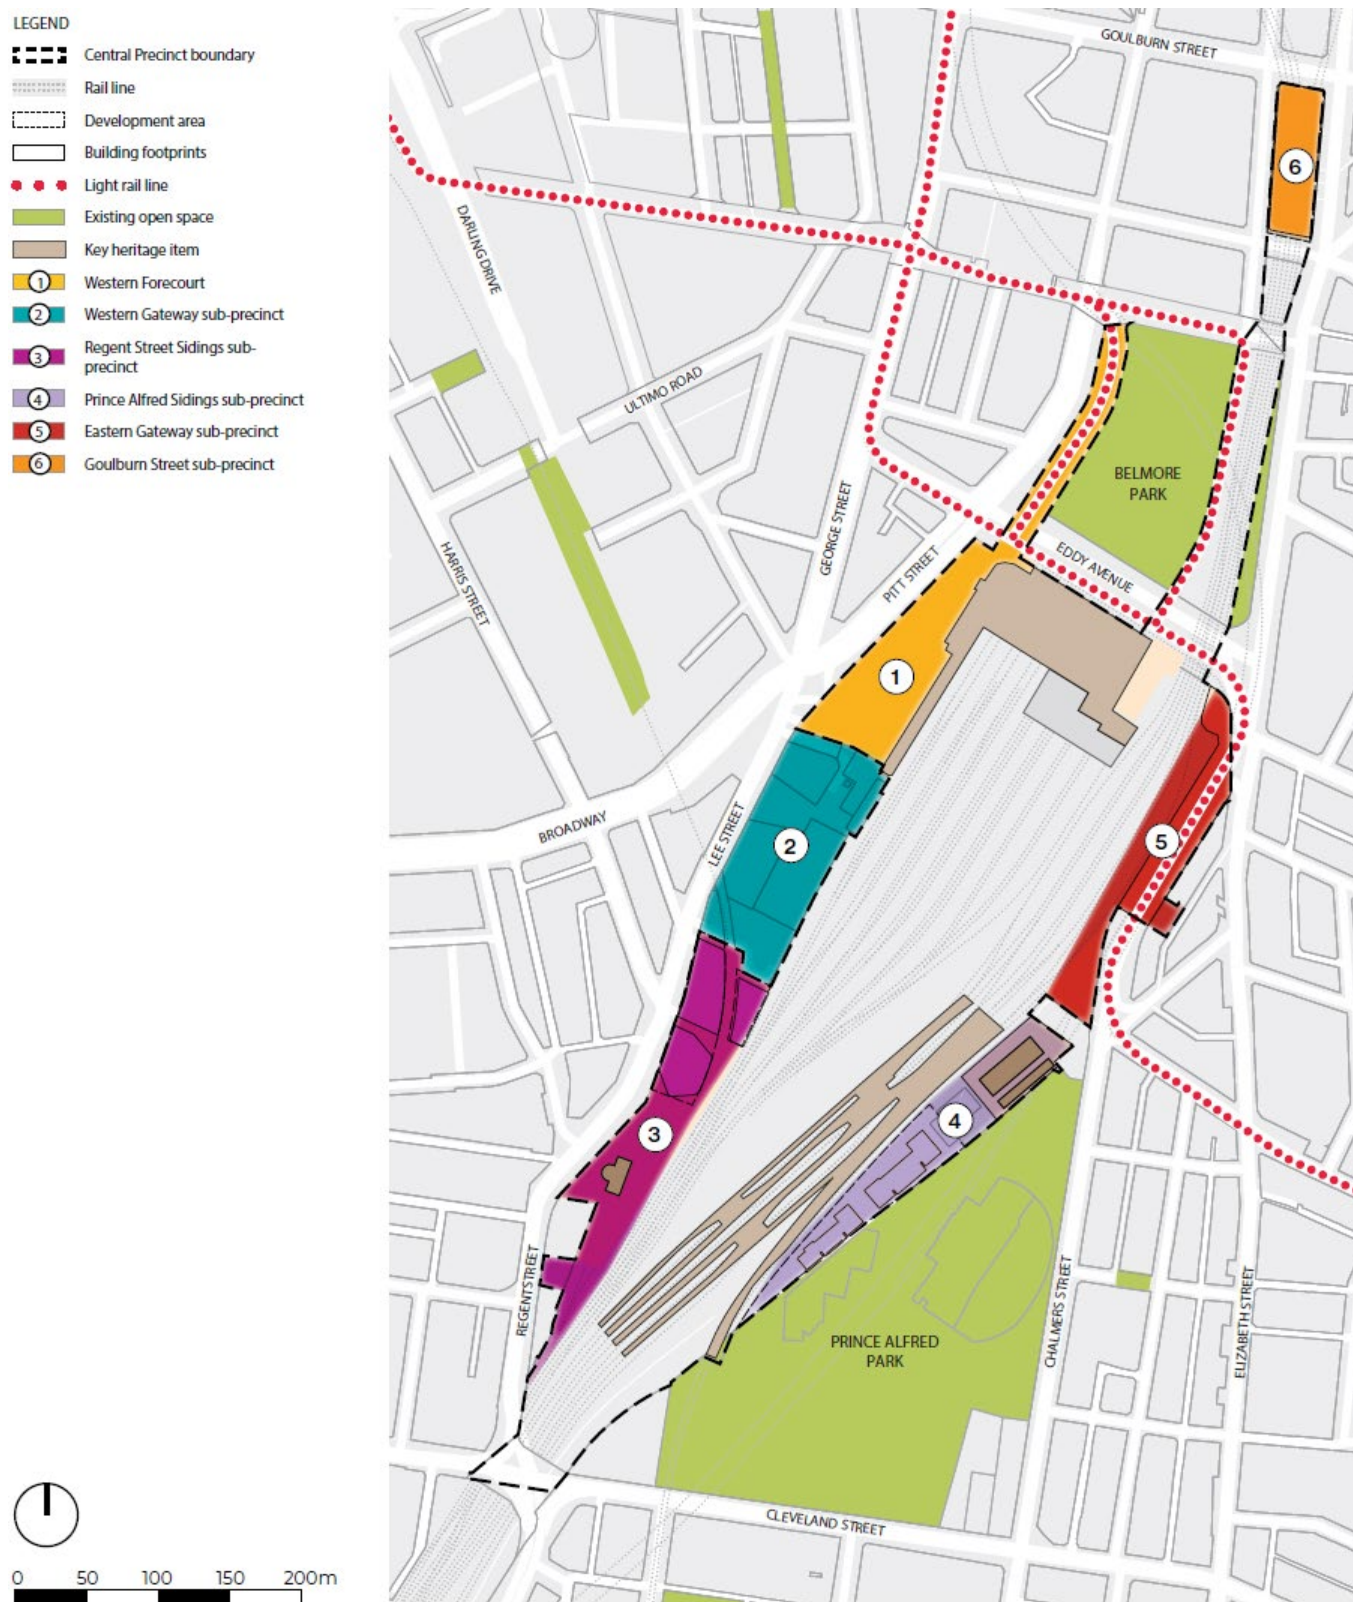 LEGEND
Central Precinct boundary
Rail line
Development area
Building footprints
Light rail line
Existing open space
Key heritage item
1 Western Forecourt
2 Western Gateway sub-precinct
3 Regent Street Sidings sub-
precinct
4 Prince Alfred Sidings sub-precinct
5 Eastern Gateway sub-precinct
6 Goulburn Street sub-precinct
GOULBURN STREET
6
DARLING DRIVE
ULTIMO ROAD
BELMORE
PARK
GEORGE STREET
PITT STREET
EDDY AVENUE
HARRIS STREET
1
BROADWAY
LEE STREET
2
5
3
4
REGENT STREET
PRINCE ALFRED
PARK
CHALMERS STREET
ELIZABETH STREET
CLEVELAND STREET
0 50 100 150 200m